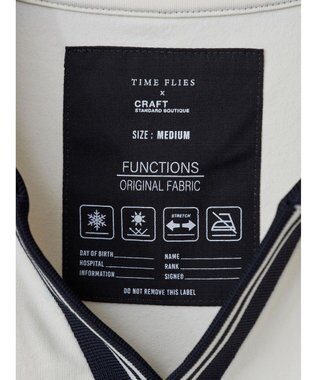 TIME FLIES
x
CRAFT
STANDARD BOUTIQUE
SIZE : MEDIUM
FUNCTIONS
ORIGINAL FABRIC
STRETCH
DAY OF BIRTH
HOSPITAL
INFORMATION
NAME
RANK
SIGNED
DO NOT REMOVE THIS LABEL